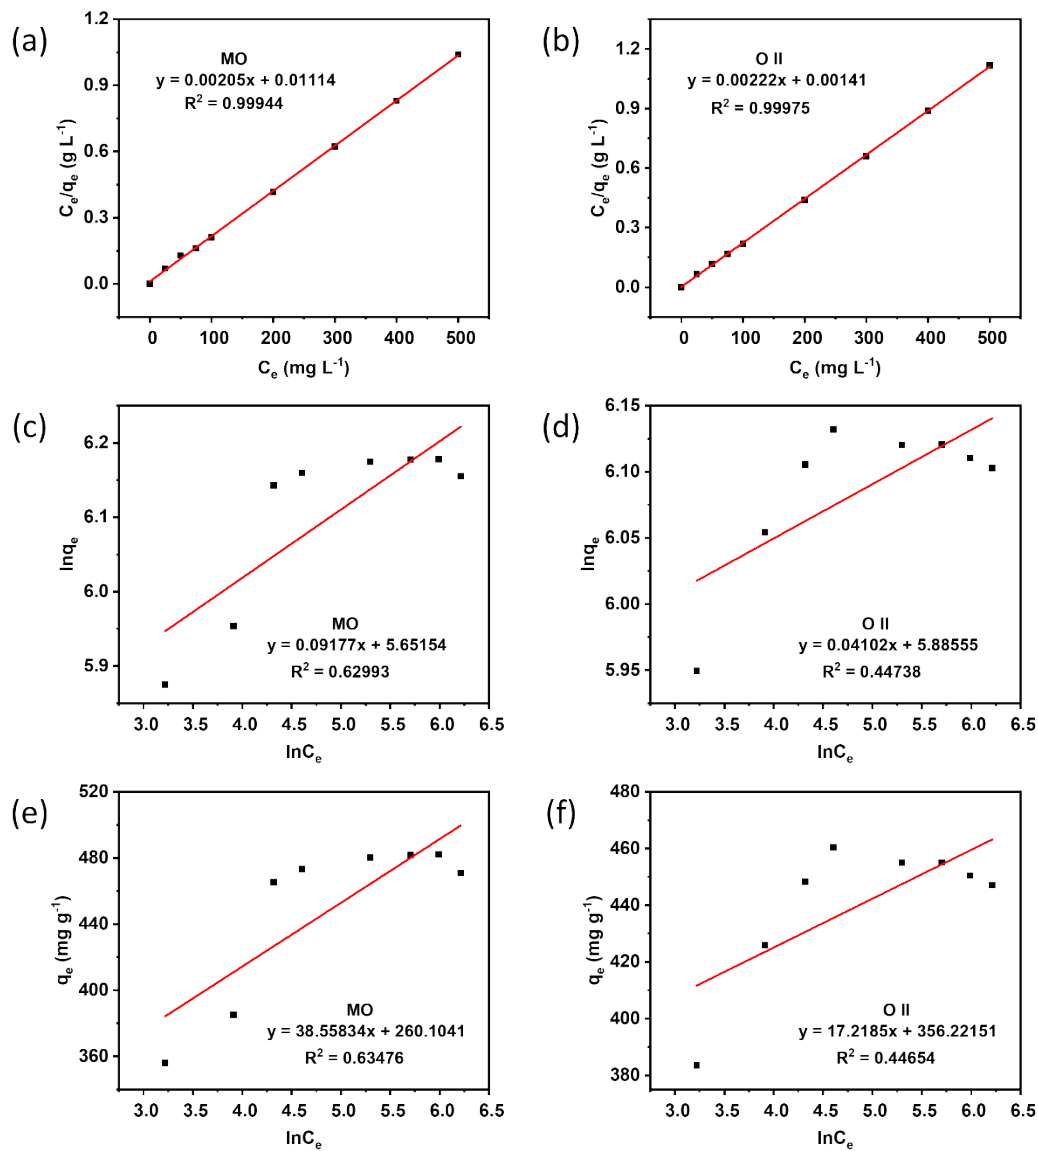 (a)
1.2
0.9
0.6
0.3
0.0
C_e/q_e (g L^-1)
MO
y = 0.00205x + 0.01114
R^2 = 0.99944
0 100 200 300 400 500
C_e (mg L^-1)
(b)
1.2
0.9
0.6
0.3
0.0
C_e/q_e (g L^-1)
O II
y = 0.00222x + 0.00141
R^2 = 0.99975
0 100 200 300 400 500
C_e (mg L^-1)
(c)
6.2
6.1
6.0
5.9
lnq_e
MO
y = 0.09177x + 5.65154
R^2 = 0.62993
3.0 3.5 4.0 4.5 5.0 5.5 6.0 6.5
lnC_e
(d)
6.15
6.10
6.05
6.00
5.95
lnq_e
O II
y = 0.04102x + 5.88555
R^2 = 0.44738
3.0 3.5 4.0 4.5 5.0 5.5 6.0 6.5
lnC_e
(e)
520
480
440
400
360
q_e (mg g^-1)
MO
y = 38.55834x + 260.1041
R^2 = 0.63476
3.0 3.5 4.0 4.5 5.0 5.5 6.0 6.5
lnC_e
(f)
480
460
440
420
400
380
q_e (mg g^-1)
O II
y = 17.2185x + 356.22151
R^2 = 0.44654
3.0 3.5 4.0 4.5 5.0 5.5 6.0 6.5
lnC_e